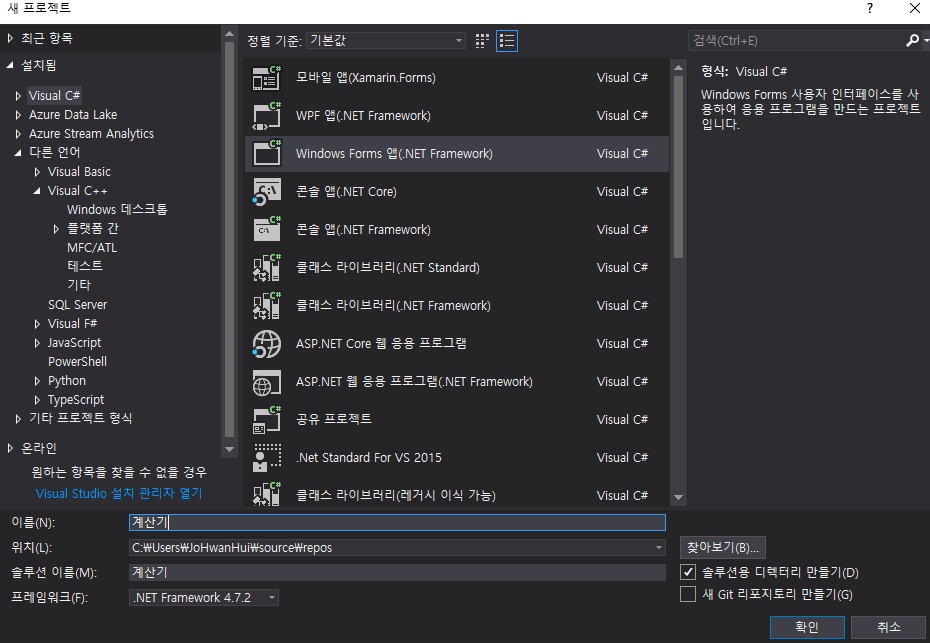 새 프로젝트
?
최근 항목
설치됨
Visual C#
Azure Data Lake
Azure Stream Analytics
다른 언어
Visual Basic
Visual C++
Windows 데스크톱
플랫폼 간
MFC/ATL
테스트
기타
SQL Server
Visual F#
JavaScript
PowerShell
Python
TypeScript
기타 프로젝트 형식
온라인
원하는 항목을 찾을 수 없을 경우
Visual Studio 설치 관리자 열기
정렬 기준: 기본값
모바일 앱(Xamarin.Forms) Visual C#
WPF 앱(.NET Framework) Visual C#
Windows Forms 앱(.NET Framework) Visual C#
콘솔 앱(.NET Core) Visual C#
콘솔 앱(.NET Framework) Visual C#
클래스 라이브러리(.NET Standard) Visual C#
클래스 라이브러리(.NET Framework) Visual C#
ASP.NET Core 웹 응용 프로그램 Visual C#
ASP.NET 웹 응용 프로그램(.NET Framework) Visual C#
공유 프로젝트 Visual C#
.Net Standard For VS 2015 Visual C#
클래스 라이브러리(레거시 이식 가능) Visual C#
검색(Ctrl+E)
형식: Visual C#
Windows Forms 사용자 인터페이스를 사
용하여 응용 프로그램을 만드는 프로젝트
입니다.
이름(N): 계산기
위치(L): C:₩Users₩JoHwanHui₩source₩repos
찾아보기(B)...
솔루션 이름(M): 계산기
솔루션용 디렉터리 만들기(D)
프레임워크(F): .NET Framework 4.7.2
새 Git 리포지토리 만들기(G)
확인 취소